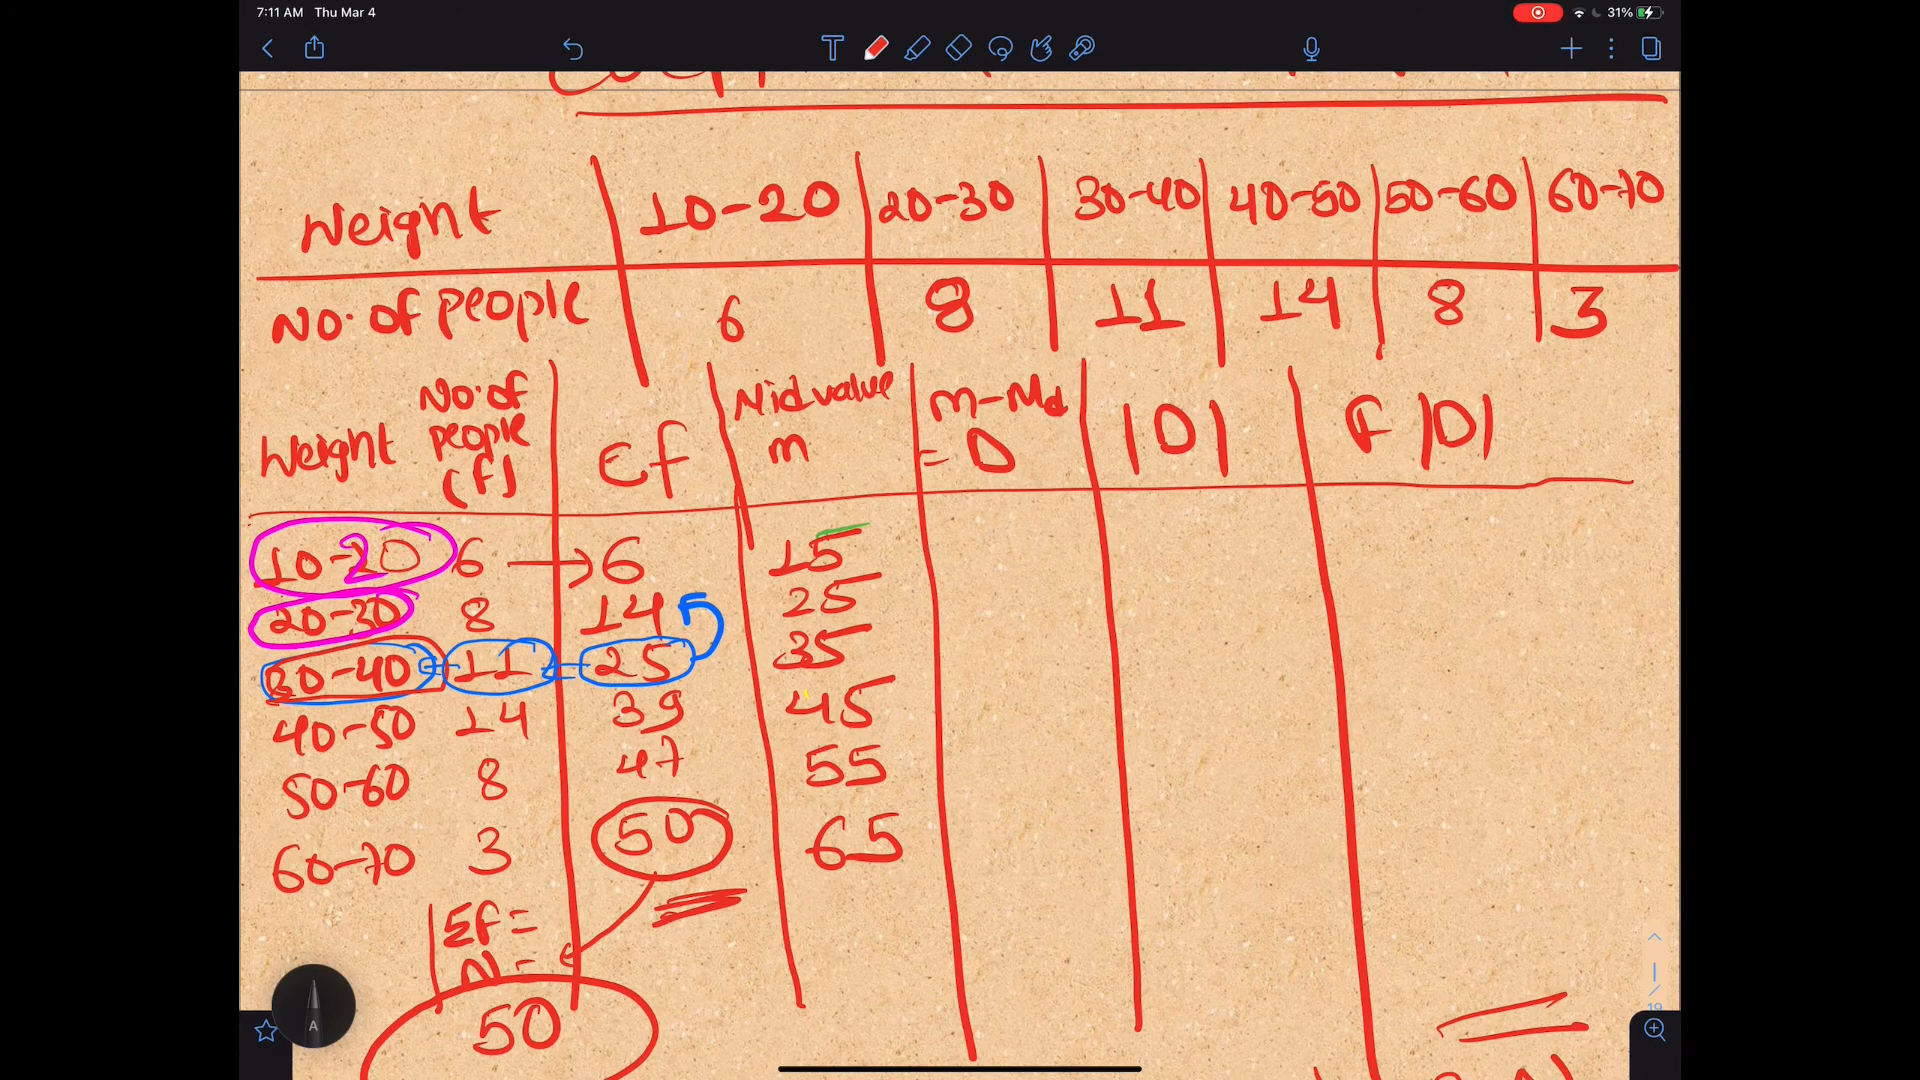 7:11 AM Thu Mar 4
31%
Weight 10-20 20-30 30-40 40-50 50-60 60-70
No. of people 6 8 11 14 8 3
Weight No. of people (f) cf Mid value m m-Md = D |D| F |D|
10-20 6 6 15
20-30 8 14 25
30-40 11 25 35
40-50 14 39 45
50-60 8 47 55
60-70 3 50 65
Ef =
N =
50
A